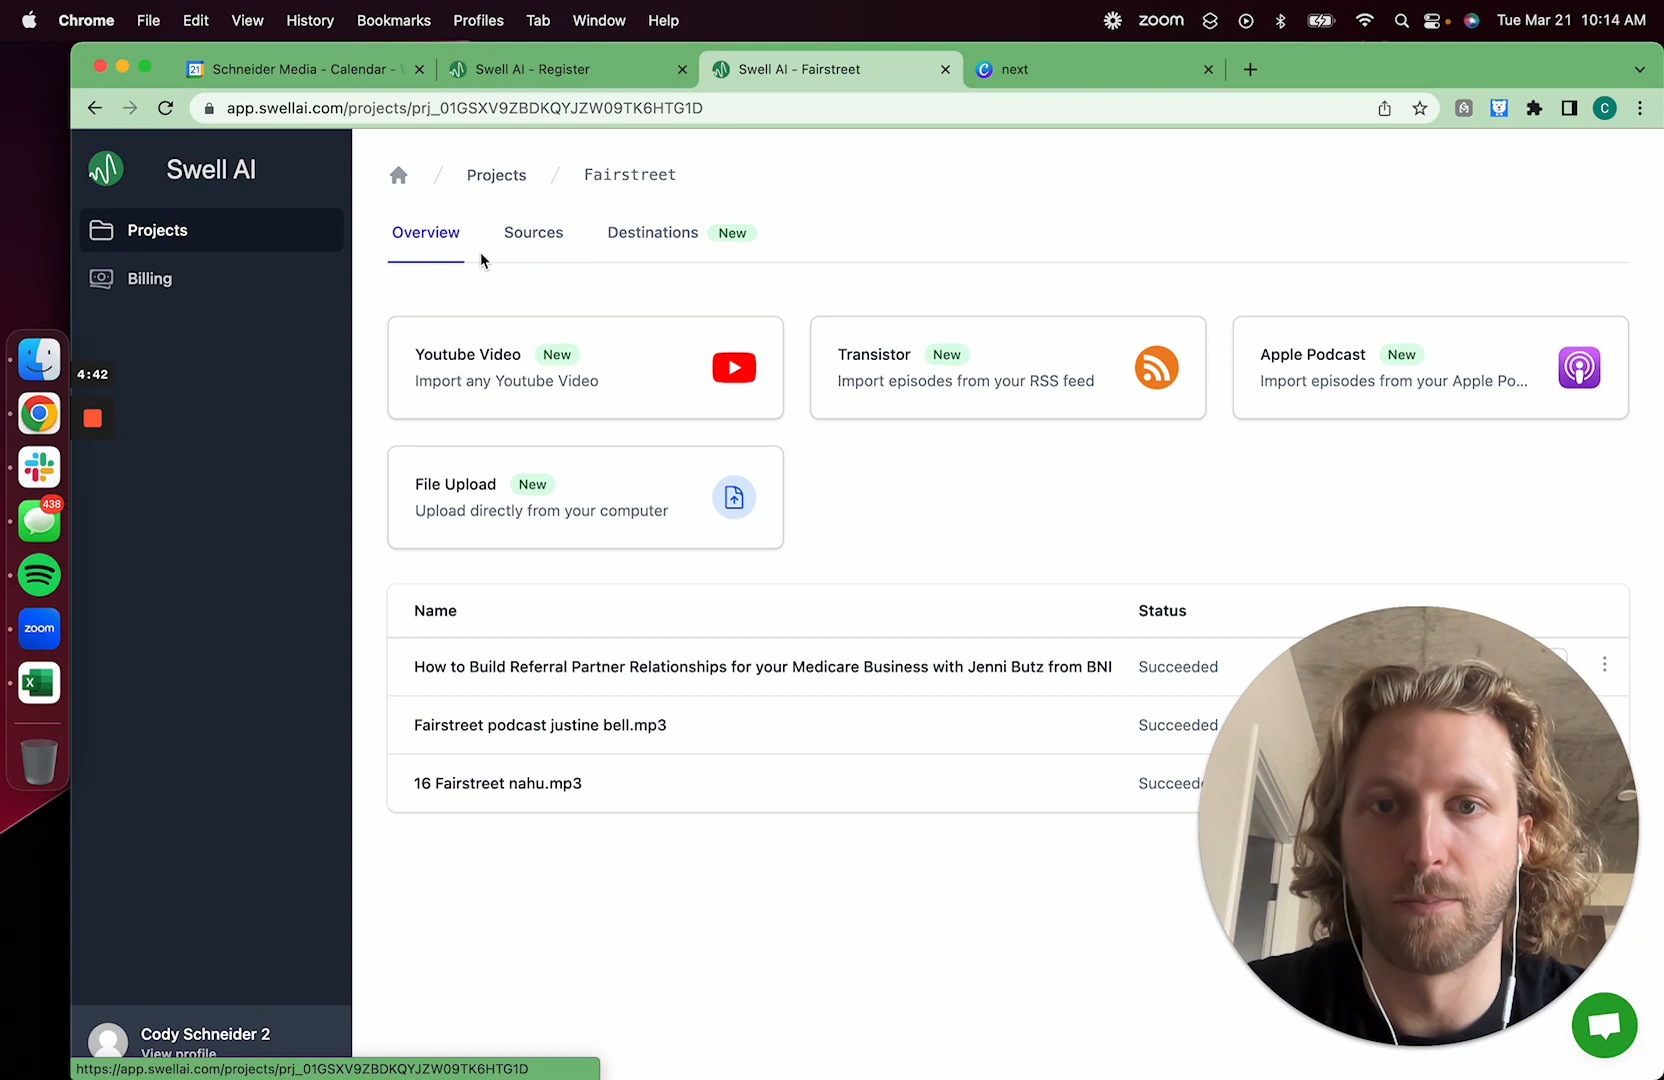 Chrome File Edit View History Bookmarks Profiles Tab Window Help zoom Tue Mar 21 10:14 AM
21 Schneider Media - Calendar - Swell AI - Register Swell AI - Fairstreet next
app.swellai.com/projects/prj_01GSXV9ZBDKQYJZW09TK6HTG1D C
Swell AI
Projects
Billing
Projects / Fairstreet
Overview Sources Destinations New
Youtube Video New
Import any Youtube Video
Transistor New
Import episodes from your RSS feed
Apple Podcast New
Import episodes from your Apple Po...
File Upload New
Upload directly from your computer
4:42
438
zoom
X
Name Status
How to Build Referral Partner Relationships for your Medicare Business with Jenni Butz from BNI Succeeded
Fairstreet podcast justine bell.mp3 Succeeded
16 Fairstreet nahu.mp3 Succeede
Cody Schneider 2
View profile
https://app.swellai.com/projects/prj_01GSXV9ZBDKQYJZW09TK6HTG1D